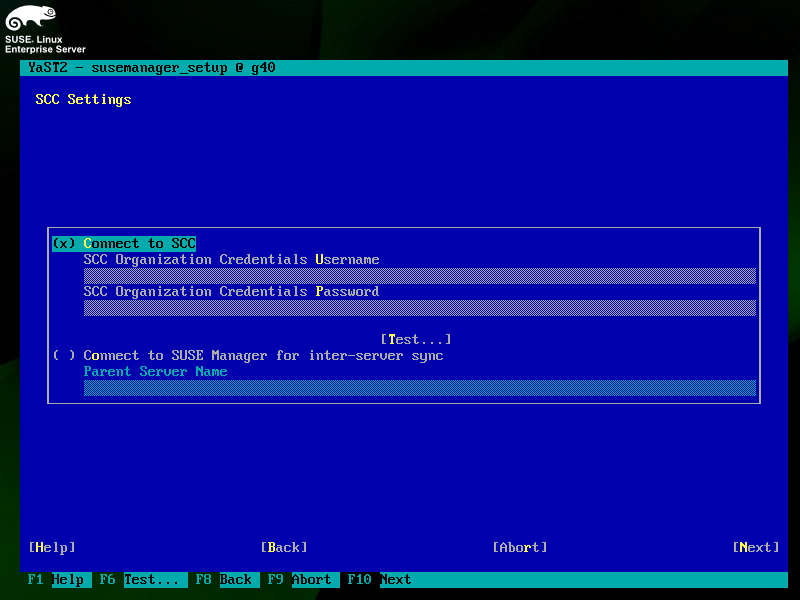 SUSE. Linux
Enterprise Server
YaST2 - susemanager_setup @ g40
SCC Settings
(x) Connect to SCC
SCC Organization Credentials Username
SCC Organization Credentials Password
[Test...]
( ) Connect to SUSE Manager for inter-server sync
Parent Server Name
[Help] [Back] [Abort] [Next]
F1 Help F6 Test... F8 Back F9 Abort F10 Next